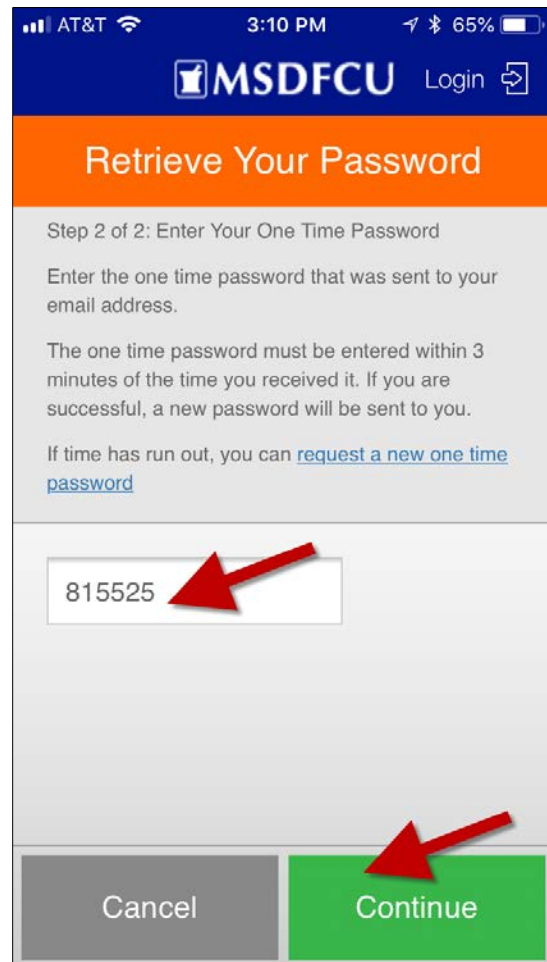 AT&T 3:10 PM 65%
MSDFCU Login
Retrieve Your Password
Step 2 of 2: Enter Your One Time Password
Enter the one time password that was sent to your
email address.
The one time password must be entered within 3
minutes of the time you received it. If you are
successful, a new password will be sent to you.
If time has run out, you can request a new one time
password
815525
Cancel Continue